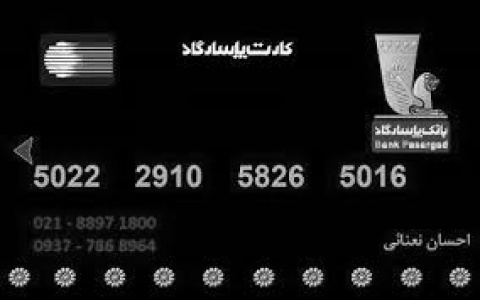 کارت پاسارگاد
بانک پاسارگاد
Bank Pasargad
5022 2910 5826 5016
021 - 8897 1800
0937 - 786 8964
احسان نعنائی